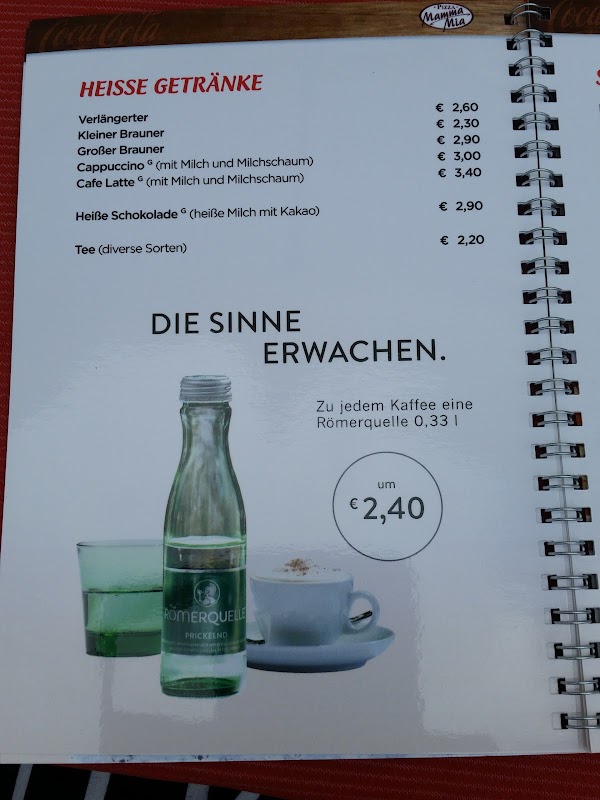 Coca-Cola
PIZZA
Mamma
Mia
HEISSE GETRÄNKE
Verlängerter € 2,60
Kleiner Brauner € 2,30
Großer Brauner € 2,90
Cappuccino G (mit Milch und Milchschaum) € 3,00
Cafe Latte G (mit Milch und Milchschaum) € 3,40
Heiße Schokolade G (heiße Milch mit Kakao) € 2,90
Tee (diverse Sorten) € 2,20
DIE SINNE
ERWACHEN.
Zu jedem Kaffee eine
Römerquelle 0,33 l
um
€ 2,40
RÖMERQUELLE
PRICKELND